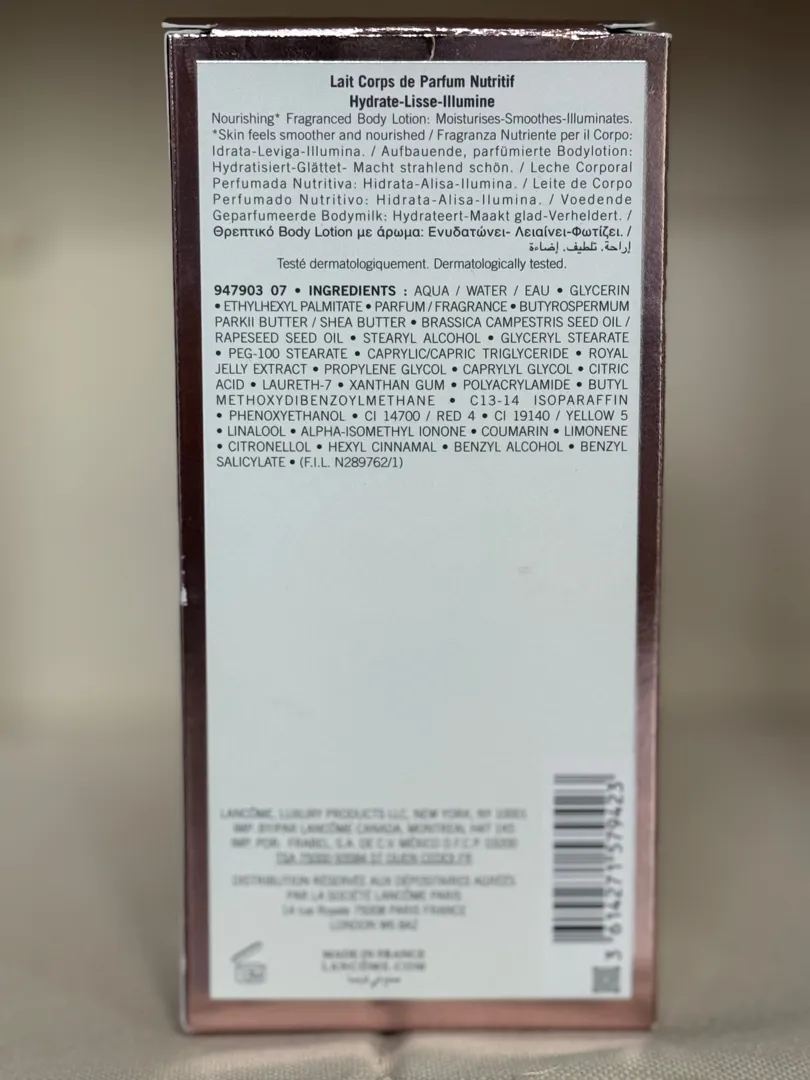 Lait Corps de Parfum Nutritif
Hydrate-Lisse-Illumine
Nourishing* Fragranced Body Lotion: Moisturises-Smoothes-Illuminates.
*Skin feels smoother and nourished / Fragranza Nutriente per il Corpo:
Idrata-Leviga-Illumina. / Aufbauende, parfümierte Bodylotion:
Hydratisiert-Glättet- Macht strahlend schön. / Leche Corporal
Perfumada Nutritiva: Hidrata-Alisa-Ilumina. / Leite de Corpo
Perfumado Nutritivo: Hidrata-Alisa-Ilumina. / Voedende
Geparfumeerde Bodymilk: Hydrateert-Maakt glad-Verheldert. /
Θρεπτικό Body Lotion με άρωμα: Ενυδατώνει- Λειαίνει-Φωτίζει. /
إراحة. تلطيف. إضاءة
Testé dermatologiquement. Dermatologically tested.
947903 07 • INGREDIENTS : AQUA / WATER / EAU • GLYCERIN
• ETHYLHEXYL PALMITATE • PARFUM / FRAGRANCE • BUTYROSPERMUM
PARKII BUTTER / SHEA BUTTER • BRASSICA CAMPESTRIS SEED OIL /
RAPESEED SEED OIL • STEARYL ALCOHOL • GLYCERYL STEARATE
• PEG-100 STEARATE • CAPRYLIC/CAPRIC TRIGLYCERIDE • ROYAL
JELLY EXTRACT • PROPYLENE GLYCOL • CAPRYLYL GLYCOL • CITRIC
ACID • LAURETH-7 • XANTHAN GUM • POLYACRYLAMIDE • BUTYL
METHOXYDIBENZOYLMETHANE • C13-14 ISOPARAFFIN
• PHENOXYETHANOL • CI 14700 / RED 4 • CI 19140 / YELLOW 5
• LINALOOL • ALPHA-ISOMETHYL IONONE • COUMARIN • LIMONENE
• CITRONELLOL • HEXYL CINNAMAL • BENZYL ALCOHOL • BENZYL
SALICYLATE • (F.I.L. N289762/1)
LANCÔME, LUXURY PRODUCTS LLC, NEW YORK, NY 10001
IMP. BY/PAR LANCÔME CANADA, MONTREAL
IMP. POR: FRABEL, S.A. DE C.V. MÉXICO D.F. C.P.
DISTRIBUTION RÉSERVÉE AUX DÉPOSITAIRES AGRÉÉS
PAR LA SOCIÉTÉ LANCÔME PARIS
14 rue Royale 75008 PARIS FRANCE
LONDON W6 8AZ
MADE IN FRANCE
LANCÔME.COM
3 614271 579423